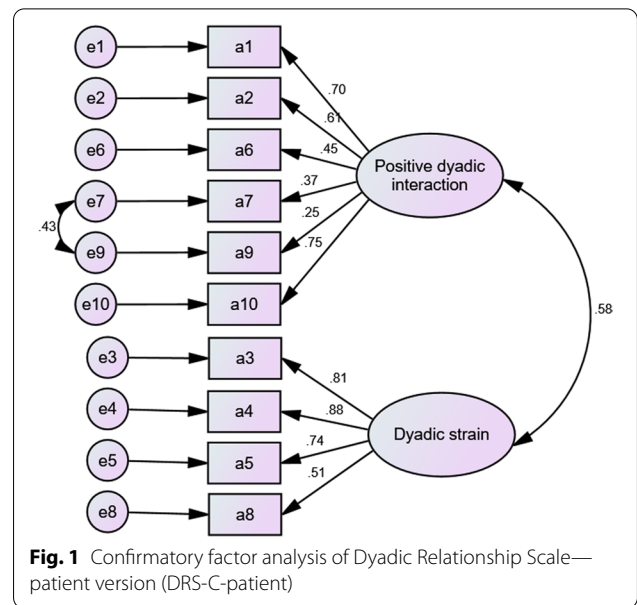 e1 a1
.70
e2 a2
.61
e6 a6 .45
Positive dyadic
interaction
e7 a7 .37
.25
.43
e9 a9
.75
e10 a10
.58
e3 a3
.81
e4 a4 .88
Dyadic strain
e5 a5 .74
.51
e8 a8
Fig. 1 Confirmatory factor analysis of Dyadic Relationship Scale—
patient version (DRS-C-patient)